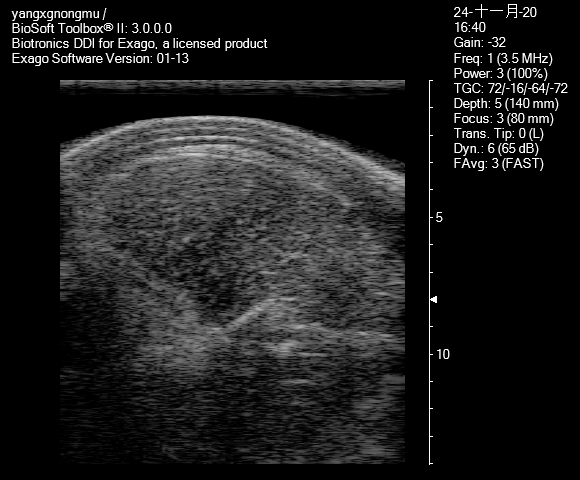 yangxgnongmu /
BioSoft Toolbox® II: 3.0.0.0
Biotronics DDI for Exago, a licensed product
Exago Software Version: 01-13
24-十一月-20
16:40
Gain: -32
Freq: 1 (3.5 MHz)
Power: 3 (100%)
TGC: 72/-16/-64/-72
Depth: 5 (140 mm)
Focus: 3 (80 mm)
Trans. Tip: 0 (L)
Dyn.: 6 (65 dB)
FAvg: 3 (FAST)
5
10